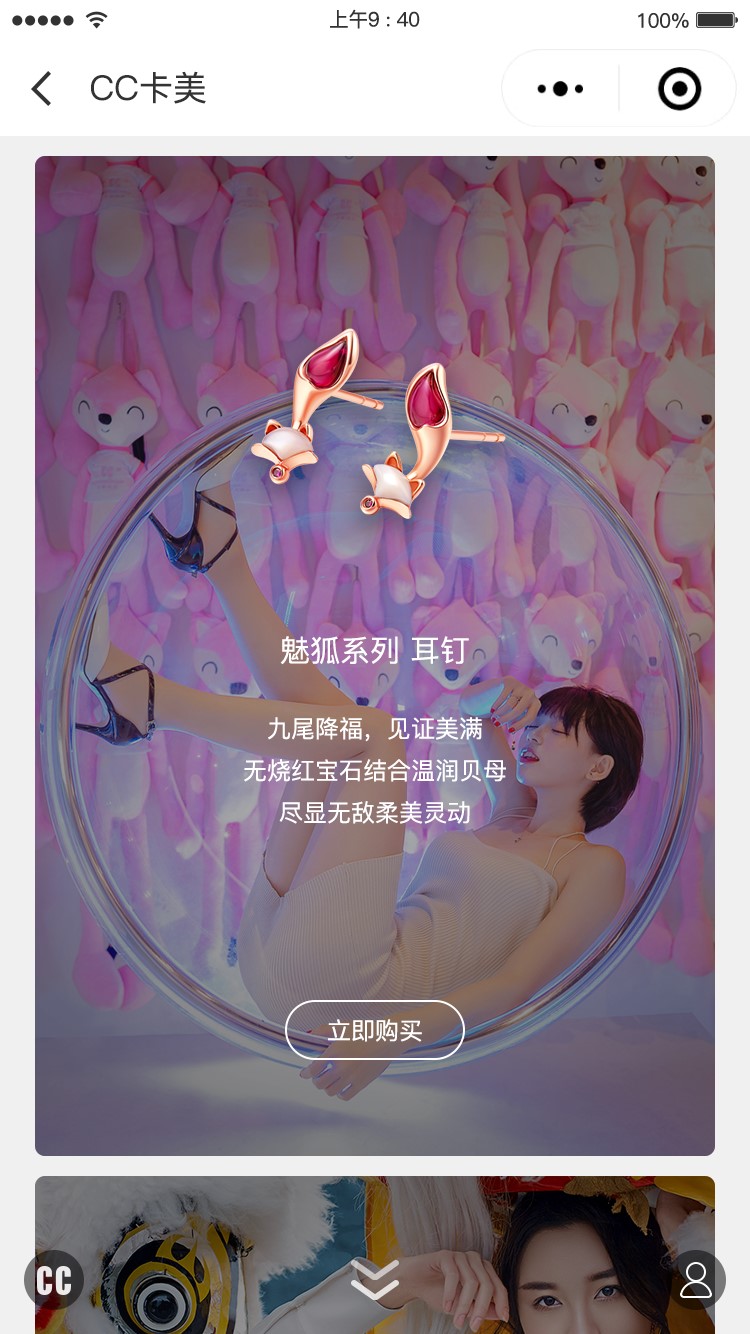 上午9 : 40
100%
CC卡美
魅狐系列 耳钉
九尾降福，见证美满
无烧红宝石结合温润贝母
尽显无敌柔美灵动
立即购买
CC